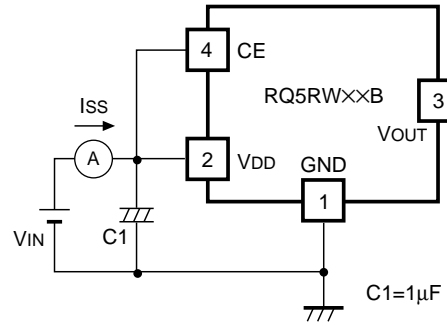 4
CE
RQ5RW××B
3
ISS
VOUT
A
2
VDD
GND
1
VIN
C1
C1=1μF